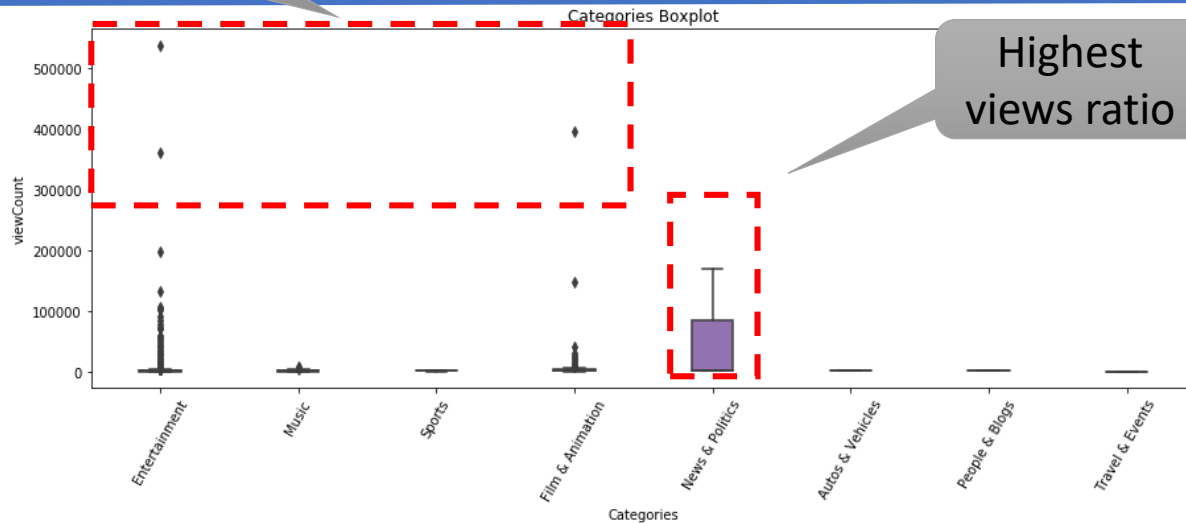 Categories Boxplot
Highest
views ratio
viewCount
500000
400000
300000
200000
100000
0
Entertainment
Music
Sports
Film & Animation
News & Politics
Autos & Vehicles
People & Blogs
Travel & Events
Categories